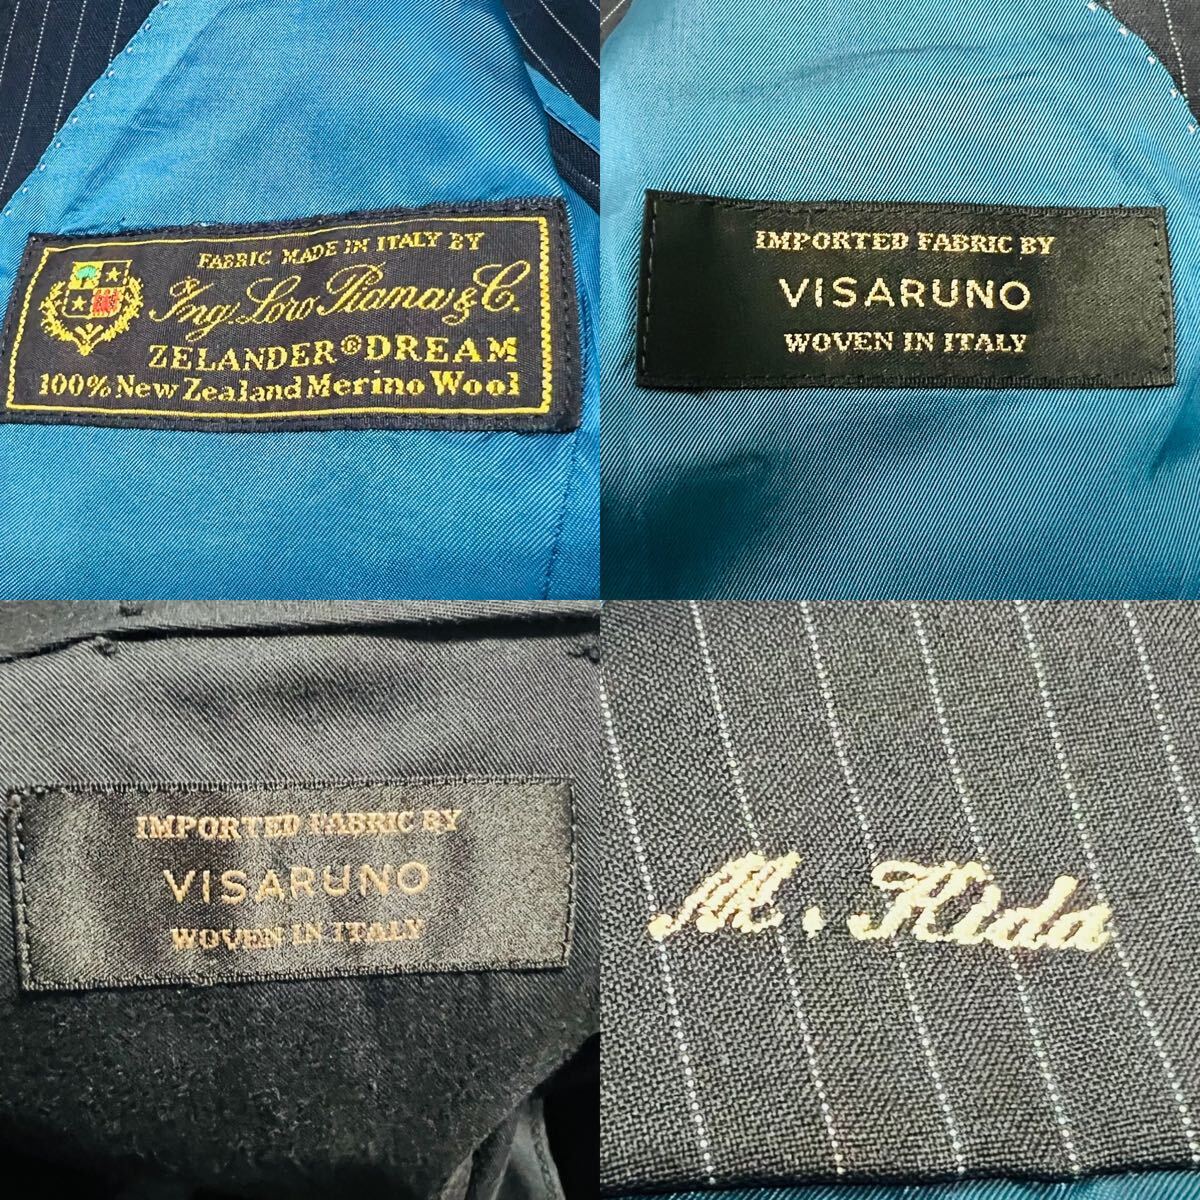 FABRIC MADE IN ITALY BY
Ing. Loro Piana & C.
ZELANDER® DREAM
100% New Zealand Merino Wool
IMPORTED FABRIC BY
VISARUNO
WOVEN IN ITALY
IMPORTED FABRIC BY
VISARUNO
WOVEN IN ITALY
M. Hida